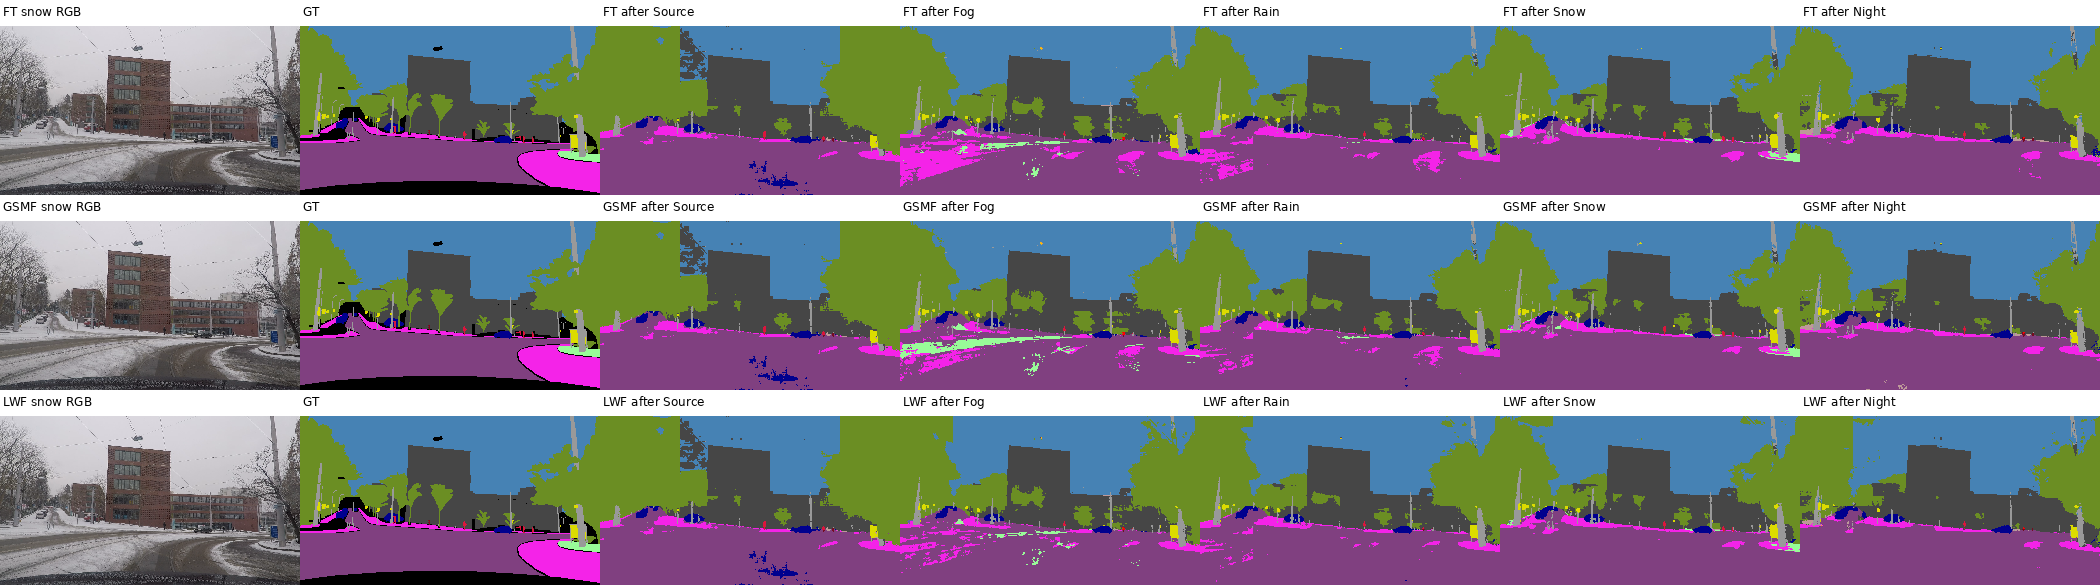 FT snow RGB GT FT after Source FT after Fog FT after Rain FT after Snow FT after Night
GSMF snow RGB GT GSMF after Source GSMF after Fog GSMF after Rain GSMF after Snow GSMF after Night
LWF snow RGB GT LWF after Source LWF after Fog LWF after Rain LWF after Snow LWF after Night